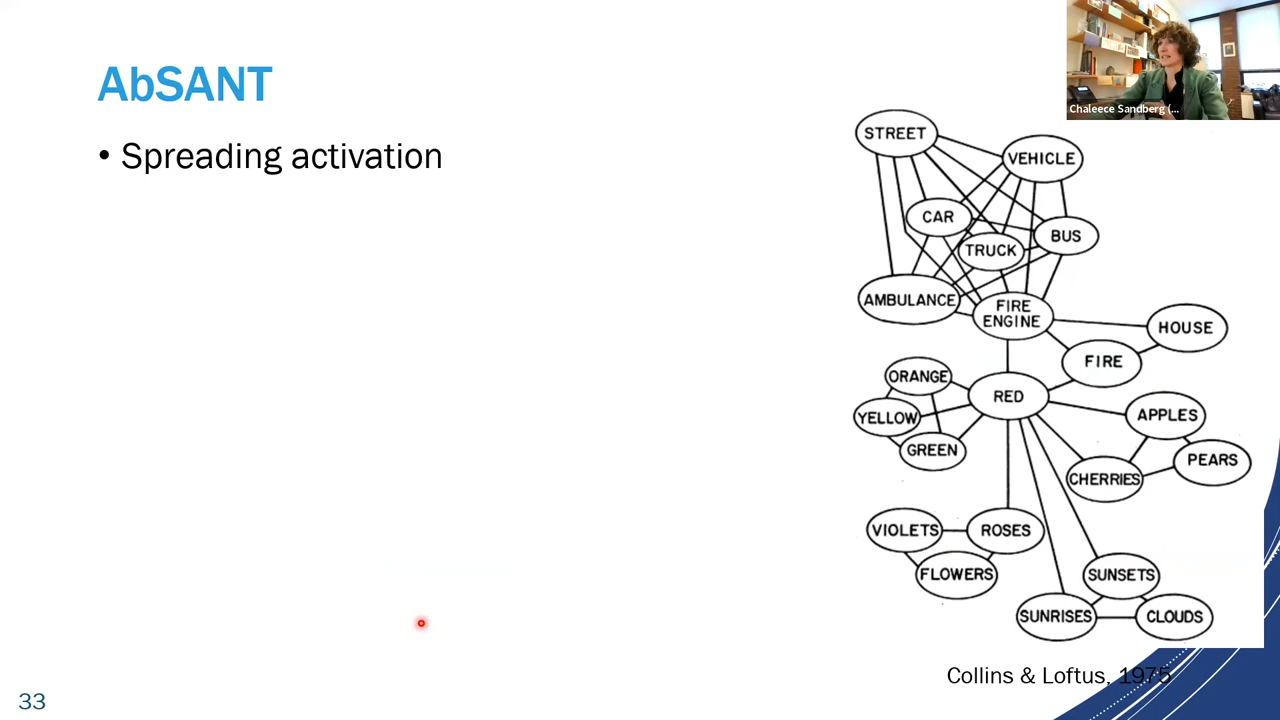 AbSANT
• Spreading activation
Chaleece Sandberg (...
STREET
VEHICLE
CAR
BUS
TRUCK
AMBULANCE
FIRE
ENGINE
HOUSE
FIRE
ORANGE
RED
YELLOW
APPLES
GREEN
PEARS
CHERRIES
VIOLETS
ROSES
FLOWERS
SUNSETS
SUNRISES
CLOUDS
Collins & Loftus, 1975
33